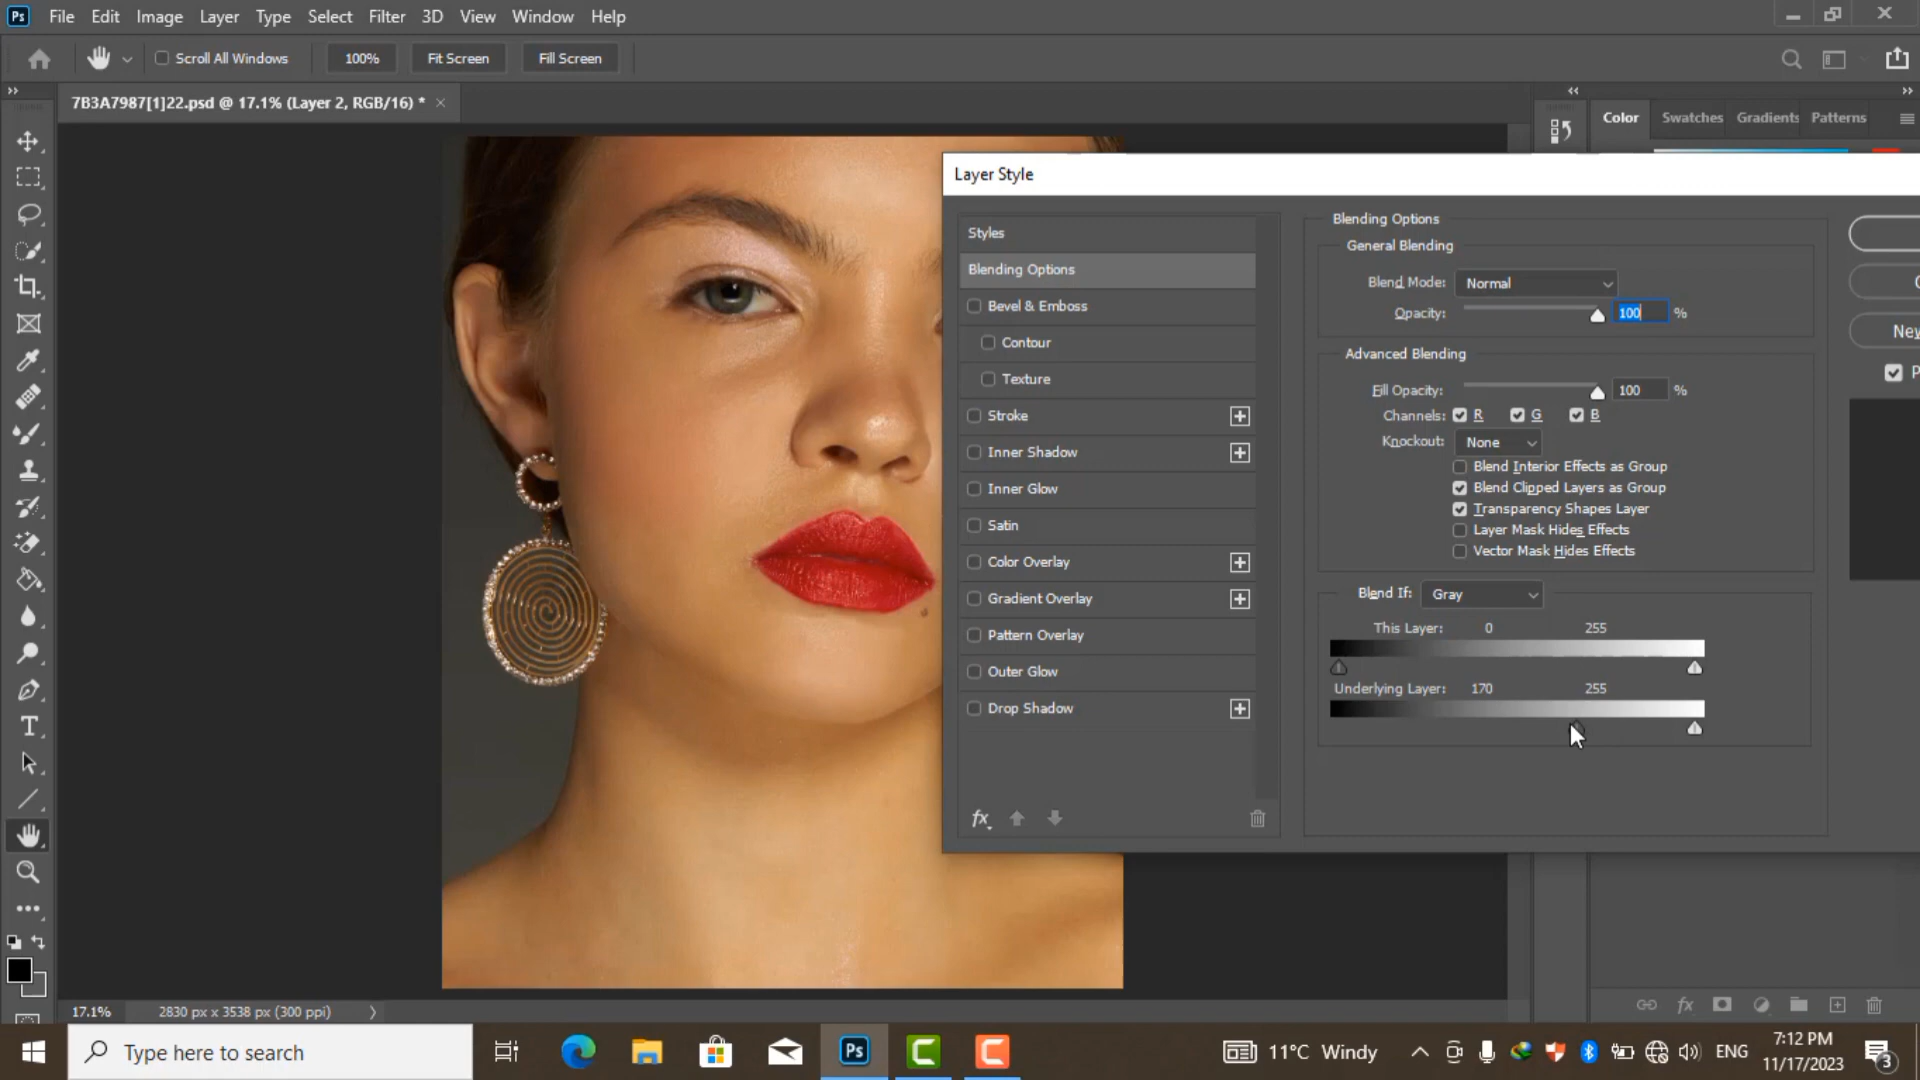 Ps File Edit Image Layer Type Select Filter 3D View Window Help
Scroll All Windows 100% Fit Screen Fill Screen
7B3A7987[1]22.psd @ 17.1% (Layer 2, RGB/16) *
Color Swatches Gradients Patterns
Layer Style
Styles
Blending Options
Bevel & Emboss
Contour
Texture
Stroke
Inner Shadow
Inner Glow
Satin
Color Overlay
Gradient Overlay
Pattern Overlay
Outer Glow
Drop Shadow
fx
Blending Options
General Blending
Blend Mode: Normal
Opacity: 100 %
Advanced Blending
Fill Opacity: 100 %
Channels: R G B
Knockout: None
Blend Interior Effects as Group
Blend Clipped Layers as Group
Transparency Shapes Layer
Layer Mask Hides Effects
Vector Mask Hides Effects
Blend If: Gray
This Layer: 0 255
Underlying Layer: 170 255
fx
17.1% 2830 px x 3538 px (300 ppi)
Type here to search
Ps
11°C Windy
ENG
7:12 PM
11/17/2023
3